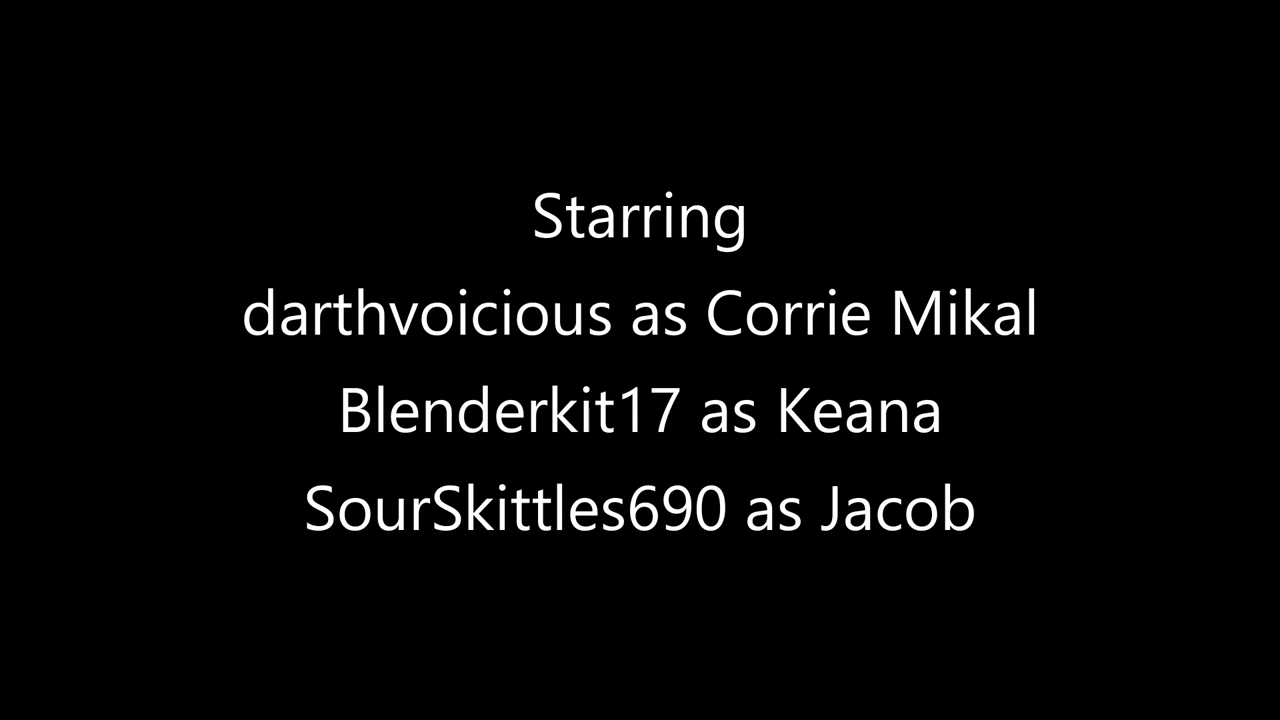 Starring
darthvoicious as Corrie Mikal
Blenderkit17 as Keana
SourSkittles690 as Jacob